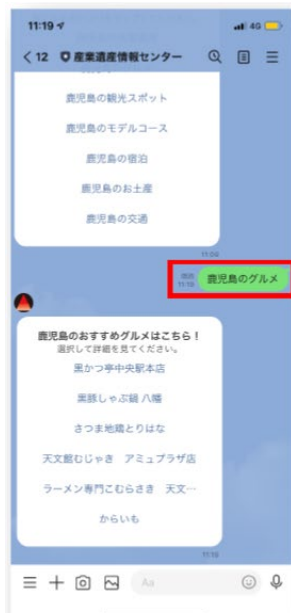 11:19
4G
12 産業遺産情報センター
鹿児島の観光スポット
鹿児島のモデルコース
鹿児島の宿泊
鹿児島のお土産
鹿児島の交通
11:04
既読
11:19
鹿児島のグルメ
鹿児島のおすすめグルメはこちら!
選択して詳細を見てください。
黒かつ亭中央駅本店
黒豚しゃぶ鍋 八幡
さつま地鶏とりはな
天文館むじゃき アミュプラザ店
ラーメン専門こむらさき 天文…
からいも
11:19
Aa